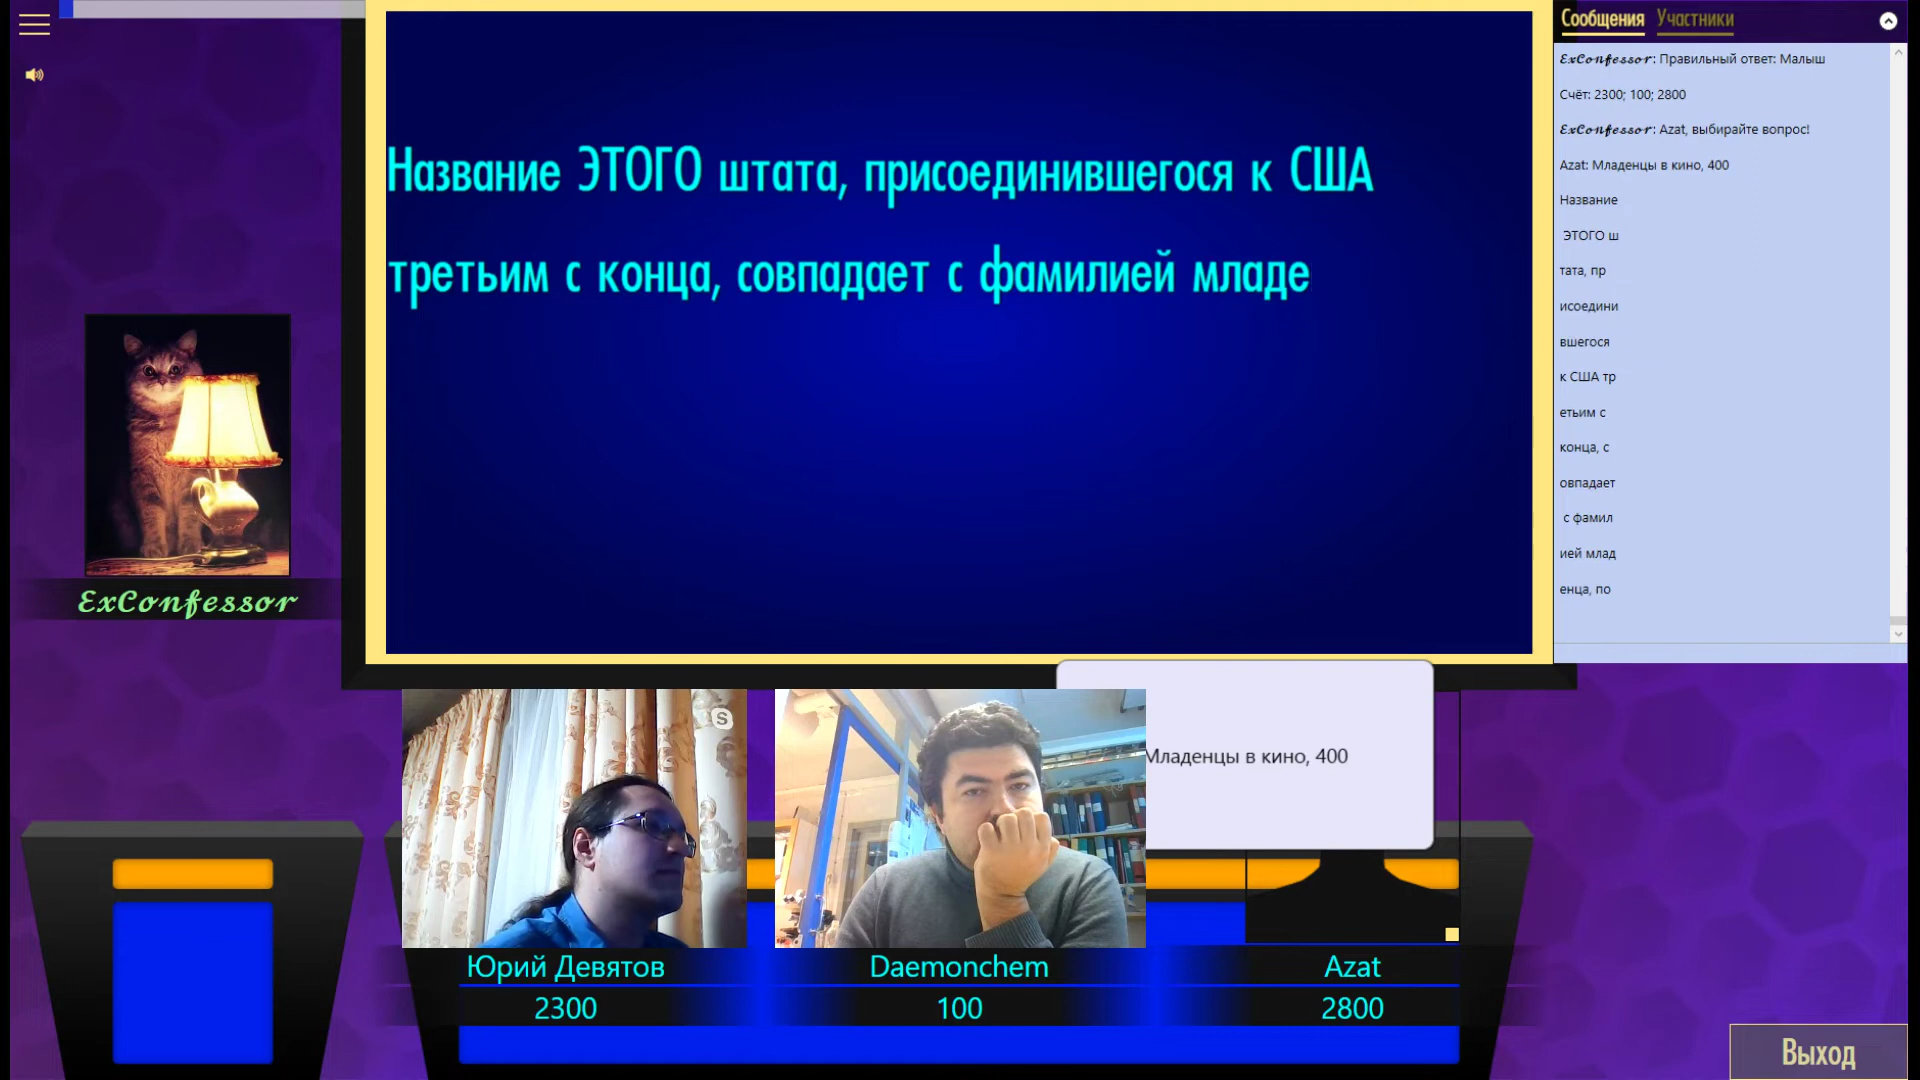 Название ЭТОГО штата, присоединившегося к США
третьим с конца, совпадает с фамилией младе
Сообщения Участники
ExConfessor: Правильный ответ: Малыш
Счёт: 2300; 100; 2800
ExConfessor: Azat, выбирайте вопрос!
Azat: Младенцы в кино, 400
Название
ЭТОГО ш
тата, пр
исоедини
вшегося
к США тр
етьим с
конца, с
овпадает
с фамил
ией млад
енца, по
ExConfessor
S
Младенцы в кино, 400
Юрий Девятов
2300
Daemonchem
100
Azat
2800
Выход